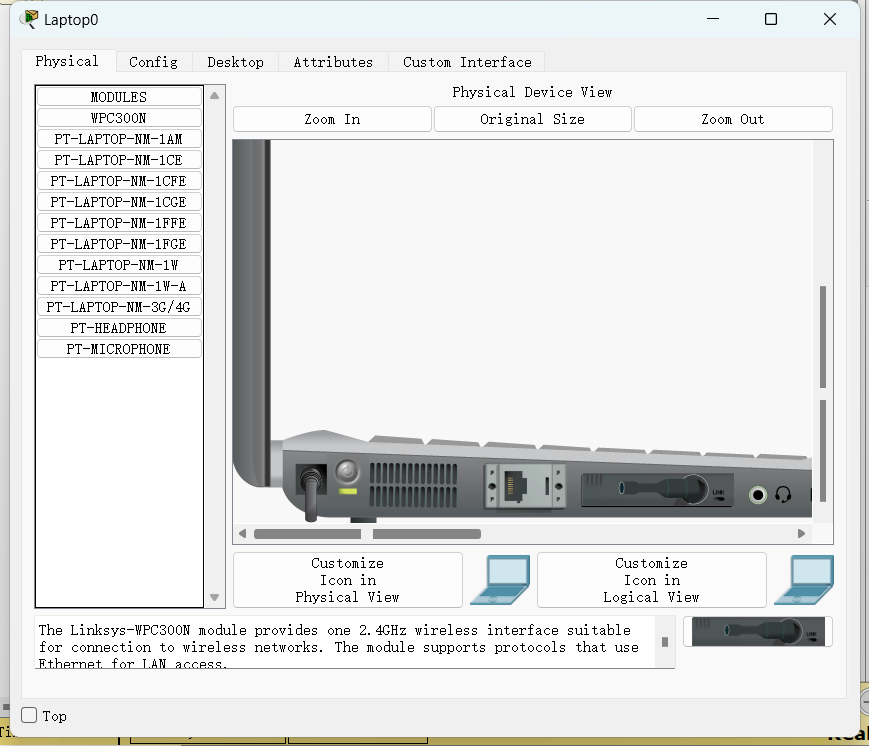 Laptop0
Physical
Config
Desktop
Attributes
Custom Interface
MODULES
WPC300N
PT-LAPTOP-NM-1AM
PT-LAPTOP-NM-1CE
PT-LAPTOP-NM-1CFE
PT-LAPTOP-NM-1CGE
PT-LAPTOP-NM-1FFE
PT-LAPTOP-NM-1FGE
PT-LAPTOP-NM-1W
PT-LAPTOP-NM-1W-A
PT-LAPTOP-NM-3G/4G
PT-HEADPHONE
PT-MICROPHONE
Physical Device View
Zoom In
Original Size
Zoom Out
LINK
Customize
Icon in
Physical View
Customize
Icon in
Logical View
The Linksys-WPC300N module provides one 2.4GHz wireless interface suitable
for connection to wireless networks. The module supports protocols that use
Ethernet for LAN access.
LINK
Top